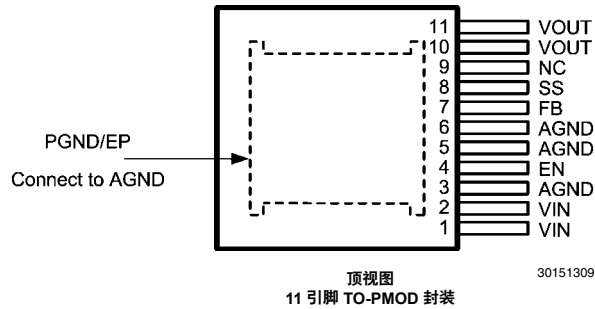 11 VOUT
10 VOUT
9 NC
8 SS
7 FB
6 AGND
5 AGND
4 EN
3 AGND
2 VIN
1 VIN
PGND/EP
Connect to AGND
顶视图
11 引脚 TO-PMOD 封装
30151309